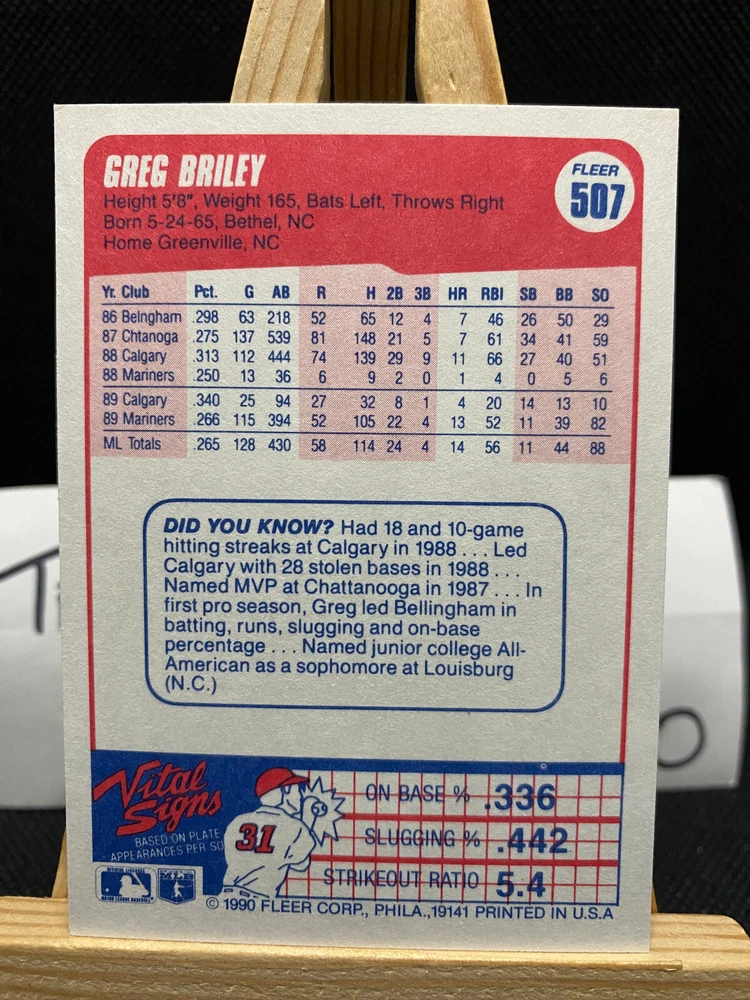 GREG BRILEY
FLEER
507
Height 5'8", Weight 165, Bats Left, Throws Right
Born 5-24-65, Bethel, NC
Home Greenville, NC
Yr. Club Pct. G AB R H 2B 3B HR RBI SB BB SO
86 Belngham .298 63 218 52 65 12 4 7 46 26 50 29
87 Chtanoga .275 137 539 81 148 21 5 7 61 34 41 59
88 Calgary .313 112 444 74 139 29 9 11 66 27 40 51
88 Mariners .250 13 36 6 9 2 0 1 4 0 5 6
89 Calgary .340 25 94 27 32 8 1 4 20 14 13 10
89 Mariners .266 115 394 52 105 22 4 13 52 11 39 82
ML Totals .265 128 430 58 114 24 4 14 56 11 44 88
DID YOU KNOW? Had 18 and 10-game
hitting streaks at Calgary in 1988 . . . Led
Calgary with 28 stolen bases in 1988 . . .
Named MVP at Chattanooga in 1987 . . . In
first pro season, Greg led Bellingham in
batting, runs, slugging and on-base
percentage . . . Named junior college All-
American as a sophomore at Louisburg
(N.C.)
Vital
Signs
BASED ON PLATE
APPEARANCES PER SO
31
ON BASE % .336
SLUGGING % .442
STRIKEOUT RATIO 5.4
© 1990 FLEER CORP., PHILA.,19141 PRINTED IN U.S.A